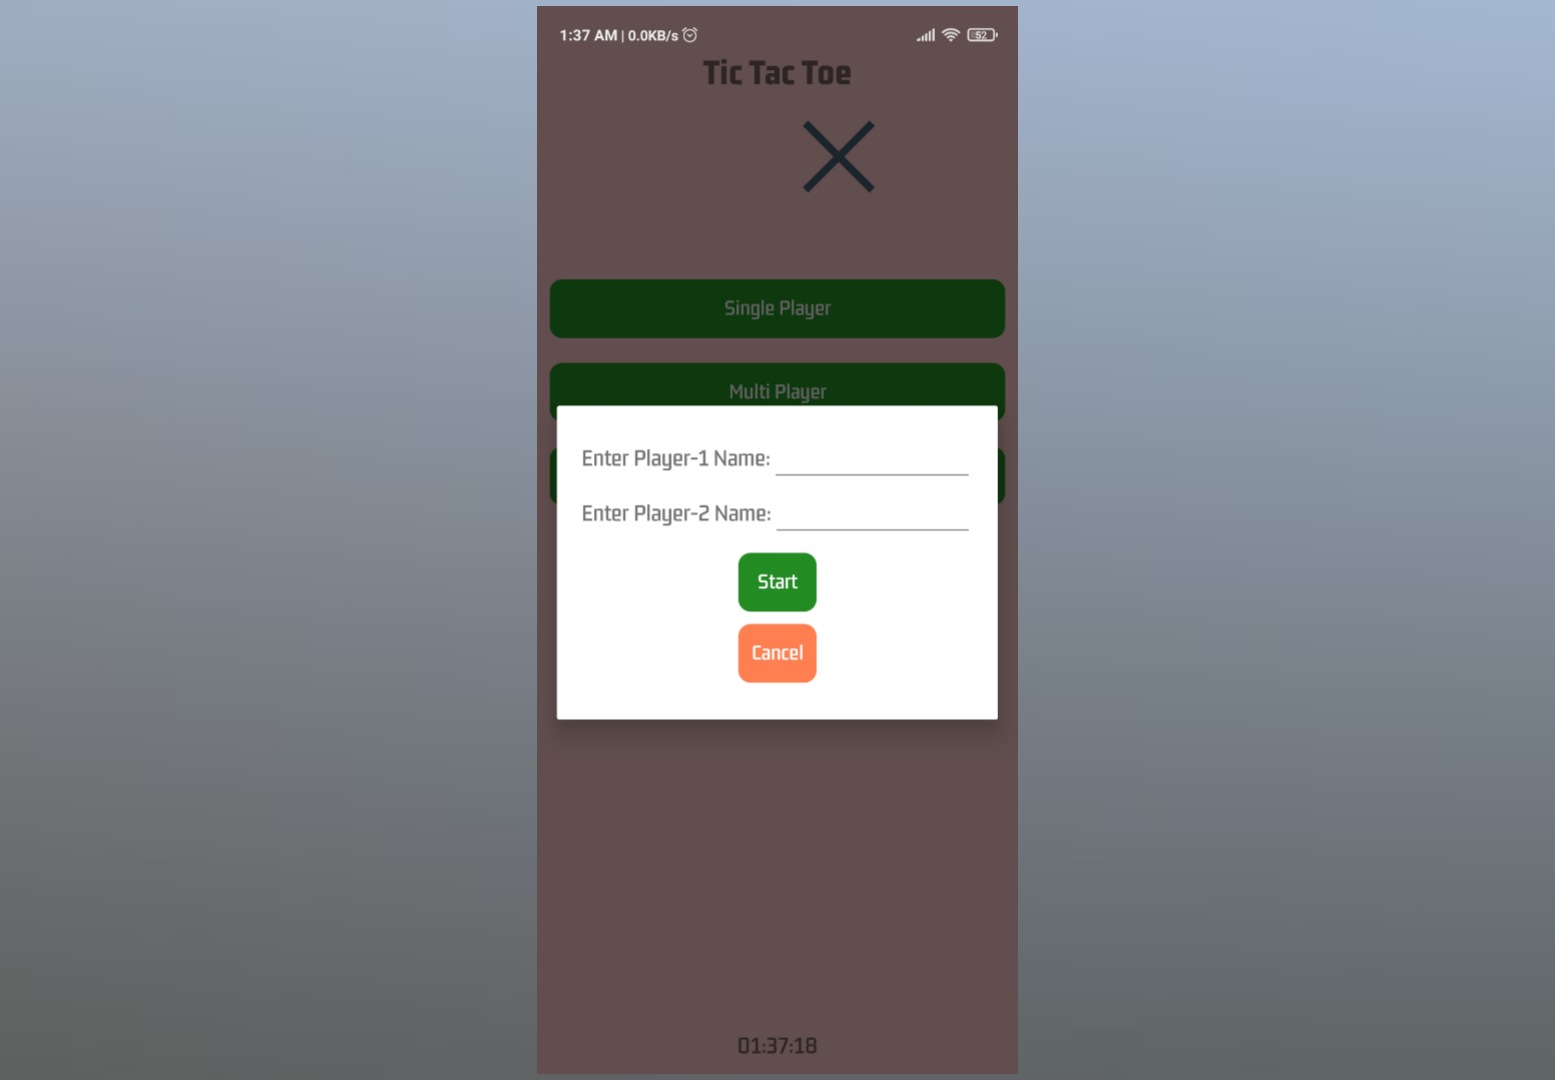 1:37 AM | 0.0KB/s 52
Tic Tac Toe
Single Player
Multi Player
Enter Player-1 Name:
Enter Player-2 Name:
Start
Cancel
01:37:18